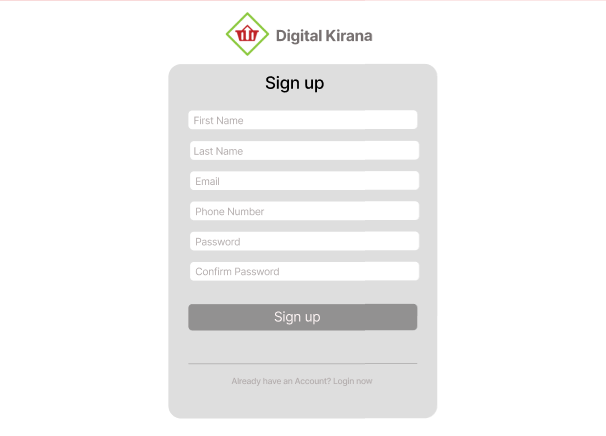 Digital Kirana
Sign up
First Name
Last Name
Email
Phone Number
Password
Confirm Password
Sign up
Already have an Account? Login now